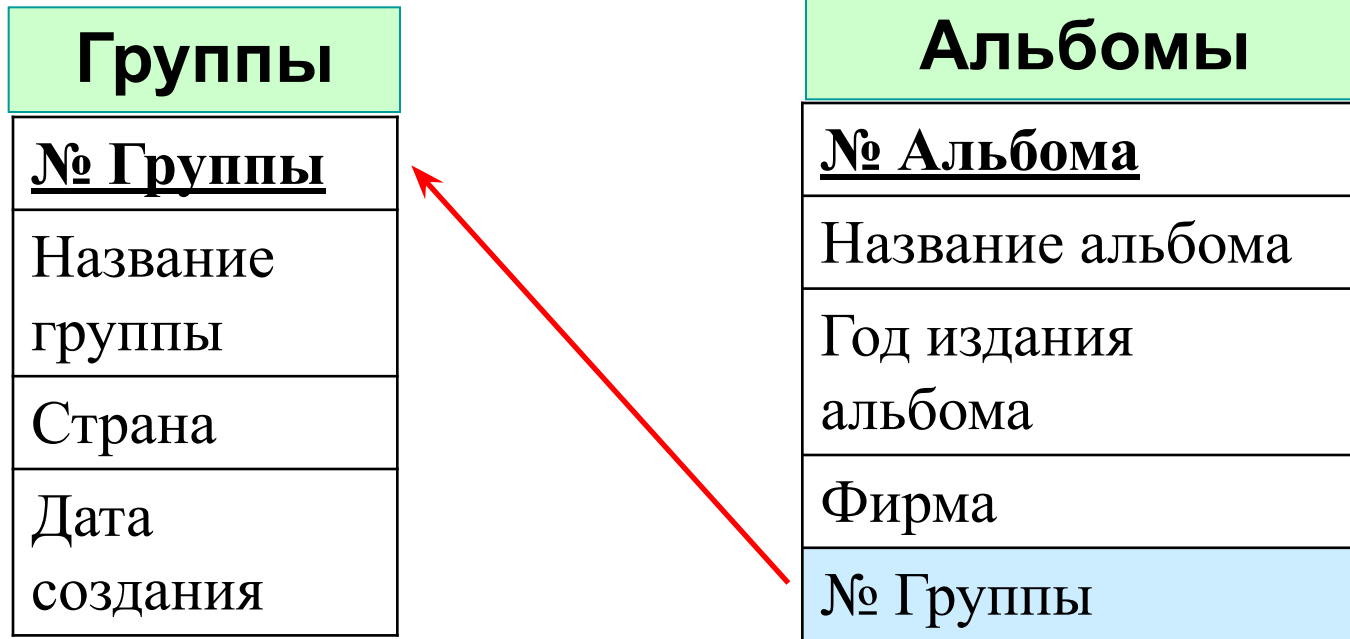 Группы
№ Группы
Название
группы
Страна
Дата
создания
Альбомы
№ Альбома
Название альбома
Год издания
альбома
Фирма
№ Группы